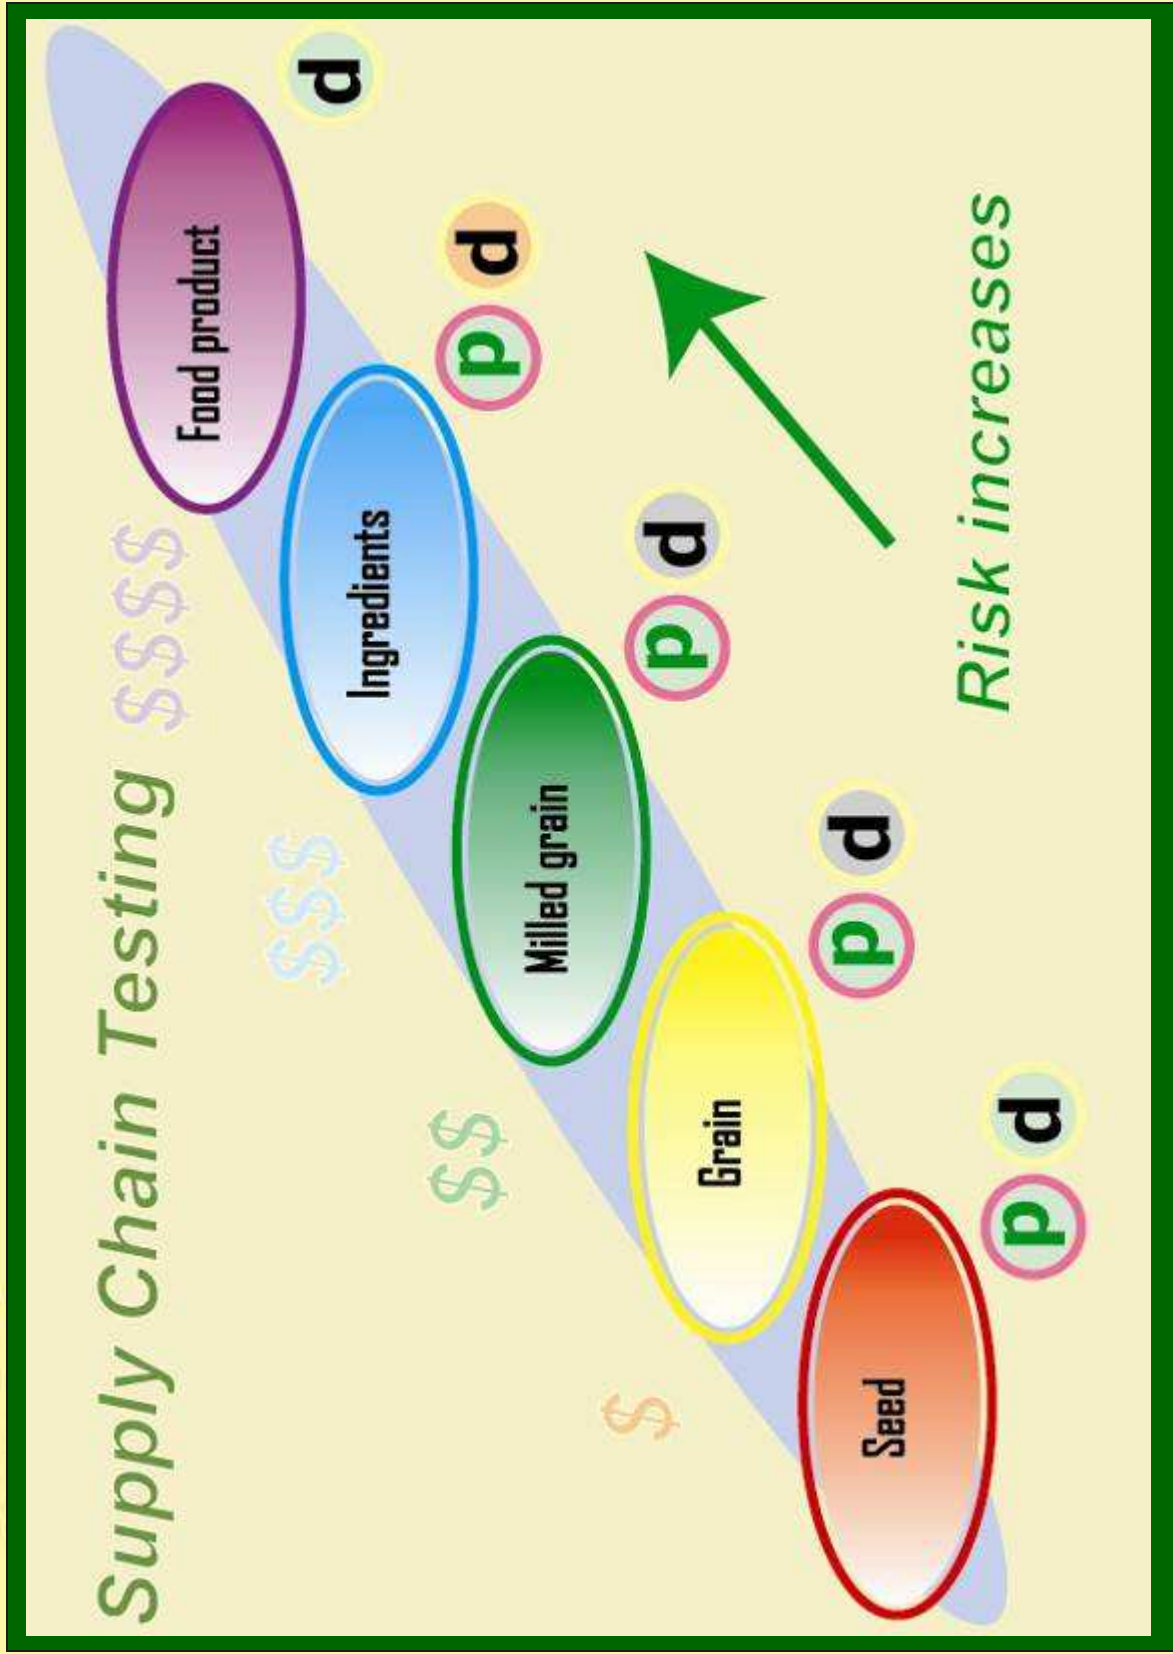 Supply Chain Testing
$$$$
Food product
d
$$$
Ingredients
p d
$$
Milled grain
p d
$
Grain
p d
Seed
p d
Risk increases